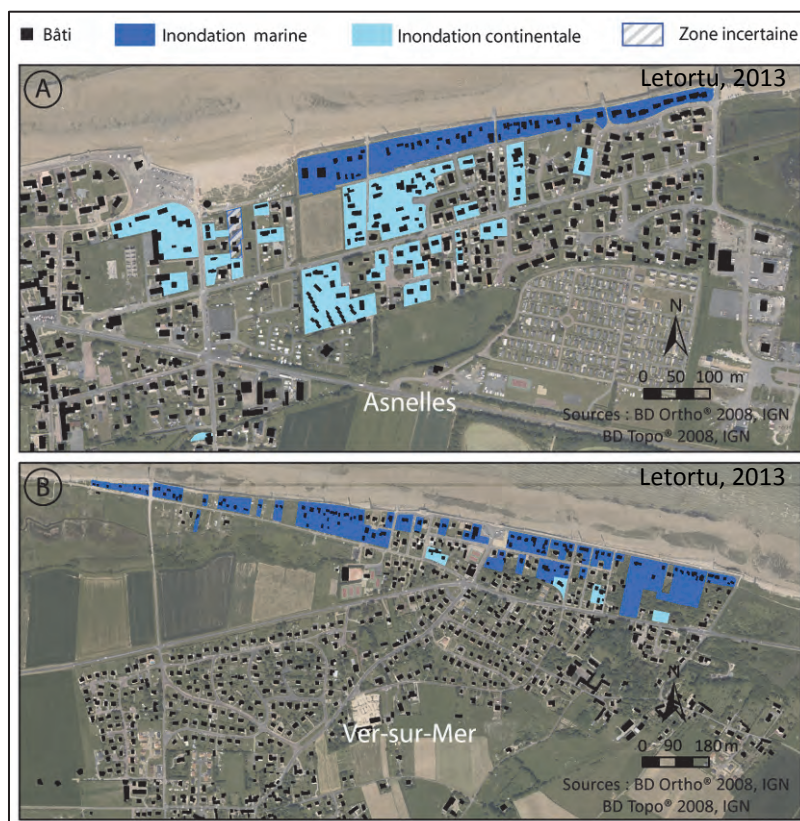 Bâti Inondation marine Inondation continentale Zone incertaine
A Letortu, 2013
N
0 50 100 m
Asnelles
Sources : BD Ortho® 2008, IGN
BD Topo® 2008, IGN
B Letortu, 2013
N
Ver-sur-Mer
0 90 180 m
Sources : BD Ortho® 2008, IGN
BD Topo® 2008, IGN